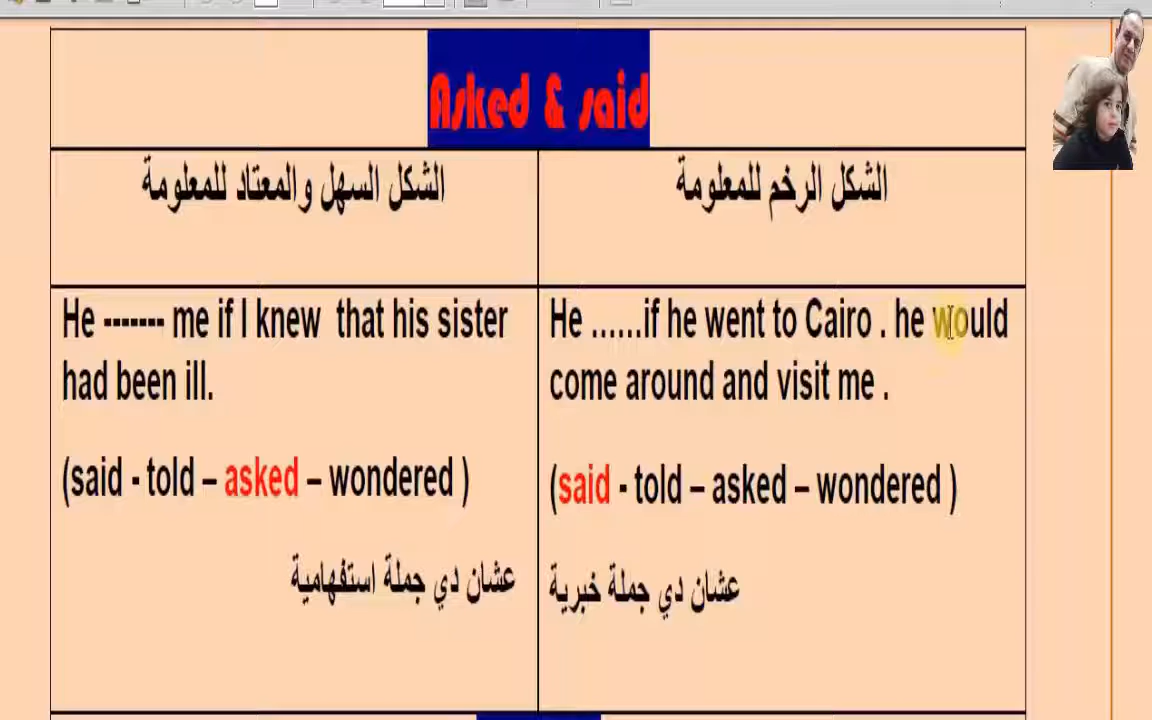 Asked & said
الشكل السهل والمعتاد للمعلومة
الشكل الرخم للمعلومة
He ------- me if I knew that his sister
had been ill.
(said - told – asked – wondered )
عشان دي جملة استفهامية
He ......if he went to Cairo . he would
come around and visit me .
(said - told – asked – wondered )
عشان دي جملة خبرية